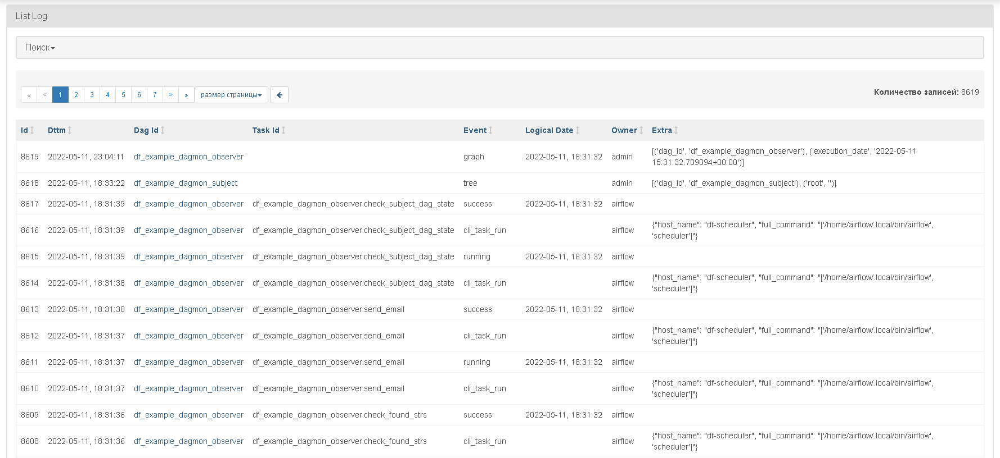 List Log
Поиск
« < 1 2 3 4 5 6 7 > » размер страницы
Количество записей: 8619
Id Dttm Dag Id Task Id Event Logical Date Owner Extra
8619 2022-05-11, 23:04:11 df_example_dagmon_observer graph 2022-05-11, 18:31:32 admin [('dag_id', 'df_example_dagmon_observer'), ('execution_date', '2022-05-11
15:31:32.709094+00:00')]
8618 2022-05-11, 18:33:22 df_example_dagmon_subject tree admin [('dag_id', 'df_example_dagmon_subject'), ('root', '')]
8617 2022-05-11, 18:31:39 df_example_dagmon_observer df_example_dagmon_observer.check_subject_dag_state success 2022-05-11, 18:31:32 airflow
8616 2022-05-11, 18:31:39 df_example_dagmon_observer df_example_dagmon_observer.check_subject_dag_state cli_task_run airflow {"host_name": "df-scheduler", "full_command": "['/home/airflow/.local/bin/airflow',
'scheduler']"}
8615 2022-05-11, 18:31:39 df_example_dagmon_observer df_example_dagmon_observer.check_subject_dag_state running 2022-05-11, 18:31:32 airflow
8614 2022-05-11, 18:31:38 df_example_dagmon_observer df_example_dagmon_observer.check_subject_dag_state cli_task_run airflow {"host_name": "df-scheduler", "full_command": "['/home/airflow/.local/bin/airflow',
'scheduler']"}
8613 2022-05-11, 18:31:38 df_example_dagmon_observer df_example_dagmon_observer.send_email success 2022-05-11, 18:31:32 airflow
8612 2022-05-11, 18:31:37 df_example_dagmon_observer df_example_dagmon_observer.send_email cli_task_run airflow {"host_name": "df-scheduler", "full_command": "['/home/airflow/.local/bin/airflow',
'scheduler']"}
8611 2022-05-11, 18:31:37 df_example_dagmon_observer df_example_dagmon_observer.send_email running 2022-05-11, 18:31:32 airflow
8610 2022-05-11, 18:31:37 df_example_dagmon_observer df_example_dagmon_observer.send_email cli_task_run airflow {"host_name": "df-scheduler", "full_command": "['/home/airflow/.local/bin/airflow',
'scheduler']"}
8609 2022-05-11, 18:31:36 df_example_dagmon_observer df_example_dagmon_observer.check_found_strs success 2022-05-11, 18:31:32 airflow
8608 2022-05-11, 18:31:36 df_example_dagmon_observer df_example_dagmon_observer.check_found_strs cli_task_run airflow {"host_name": "df-scheduler", "full_command": "['/home/airflow/.local/bin/airflow',
'scheduler']"}